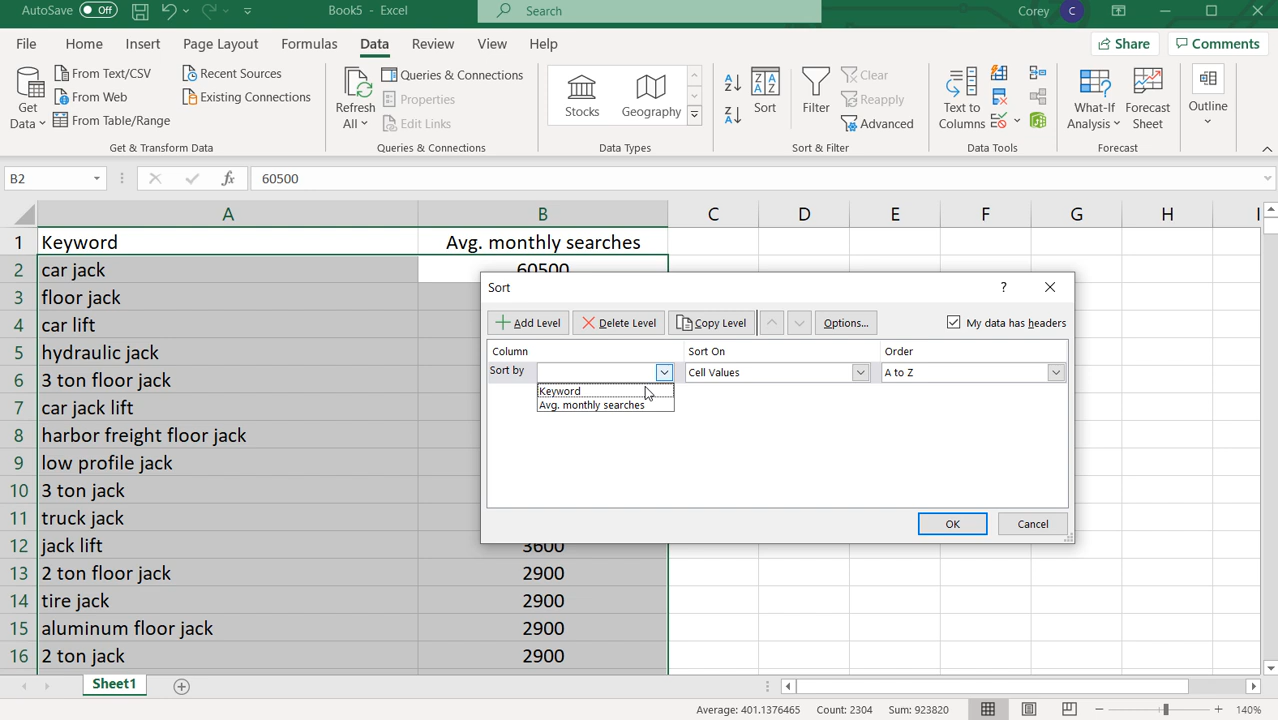 AutoSave Off Book5 - Excel Search Corey C
File Home Insert Page Layout Formulas Data Review View Help Share Comments
Get Data
From Text/CSV
From Web
From Table/Range
Recent Sources
Existing Connections
Get & Transform Data
Refresh All
Queries & Connections
Properties
Edit Links
Queries & Connections
Stocks Geography
Data Types
Sort
Filter
Clear
Reapply
Advanced
Sort & Filter
Text to Columns
Data Tools
What-If Analysis
Forecast Sheet
Forecast
Outline
B2 fx 60500
A B C D E F G H I
1 Keyword Avg. monthly searches
2 car jack 60500
3 floor jack
4 car lift
5 hydraulic jack
6 3 ton floor jack
7 car jack lift
8 harbor freight floor jack
9 low profile jack
10 3 ton jack
11 truck jack
12 jack lift 3600
13 2 ton floor jack 2900
14 tire jack 2900
15 aluminum floor jack 2900
16 2 ton jack 2900
Sort ?
Add Level Delete Level Copy Level Options... My data has headers
Column Sort On Order
Sort by Cell Values A to Z
Keyword
Avg. monthly searches
OK Cancel
Sheet1
Average: 401.1376465 Count: 2304 Sum: 923820 140%